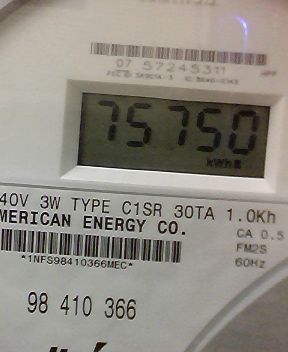 07 57245311
75750
kWh
40V 3W TYPE C1SR 30TA 1.0Kh
MERICAN ENERGY CO.
CA 0.5
FM2S
*1NFS98410366MEC*
60Hz
98 410 366